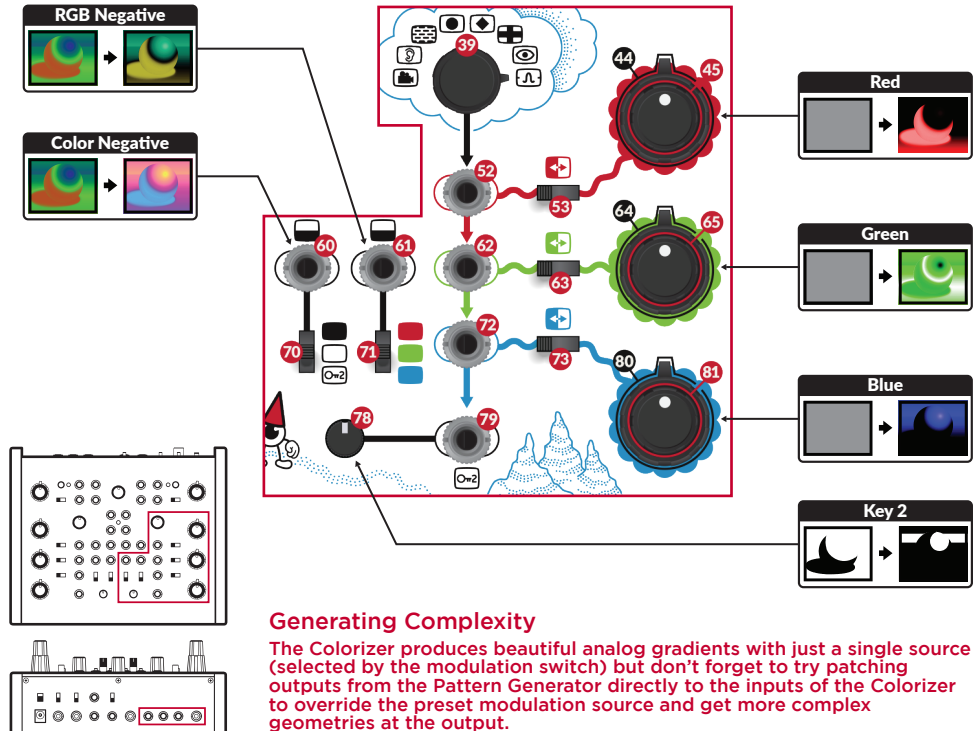 RGB Negative
Color Negative
39
44
45
Red
52
53
60
61
62
63
64
65
Green
70
71
72
73
O 2
80
81
Blue
78
79
O 2
Key 2
Generating Complexity
The Colorizer produces beautiful analog gradients with just a single source
(selected by the modulation switch) but don't forget to try patching
outputs from the Pattern Generator directly to the inputs of the Colorizer
to override the preset modulation source and get more complex
geometries at the output.